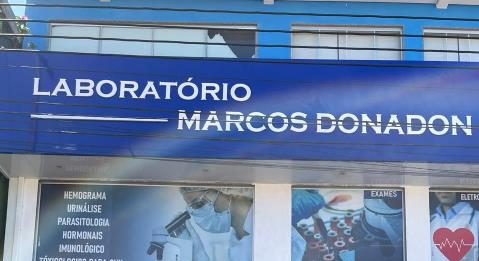 LABORATÓRIO
MARCOS DONADON
HEMOGRAMA
URINÁLISE
PARASITOLOGIA
HORMONAIS
IMUNOLÓGICO
EXAMES